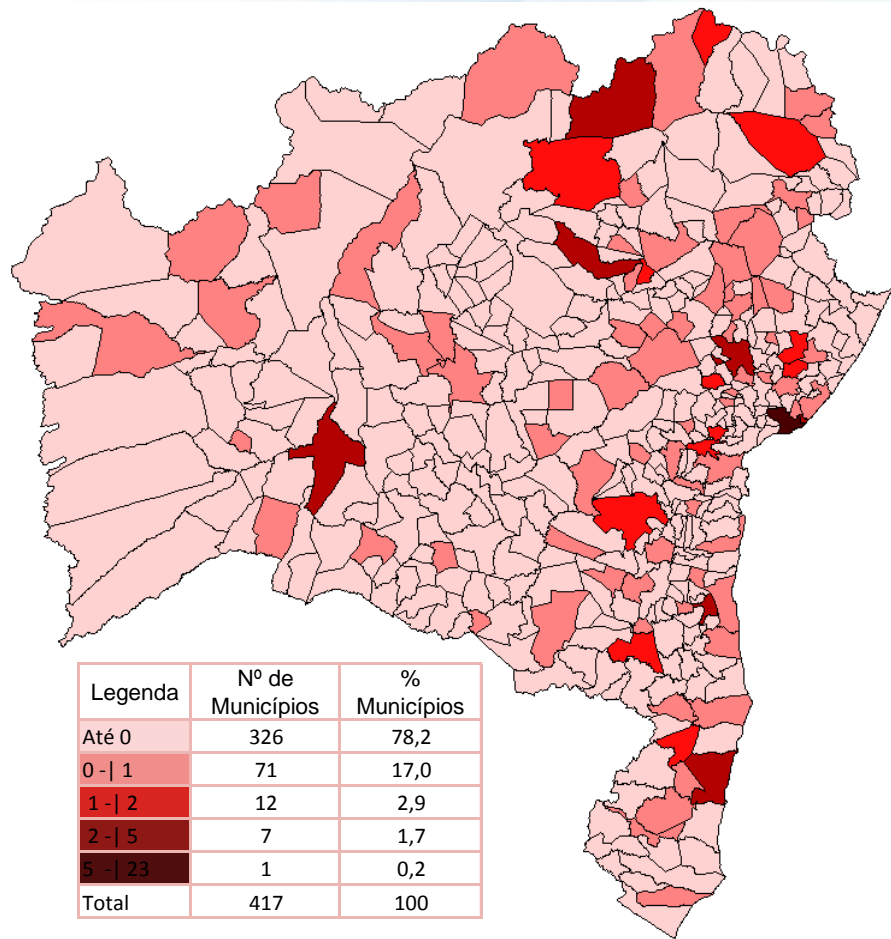 Legenda Nº de Municípios % Municípios
Até 0 326 78,2
0 -| 1 71 17,0
1 -| 2 12 2,9
2 -| 5 7 1,7
5 -| 23 1 0,2
Total 417 100